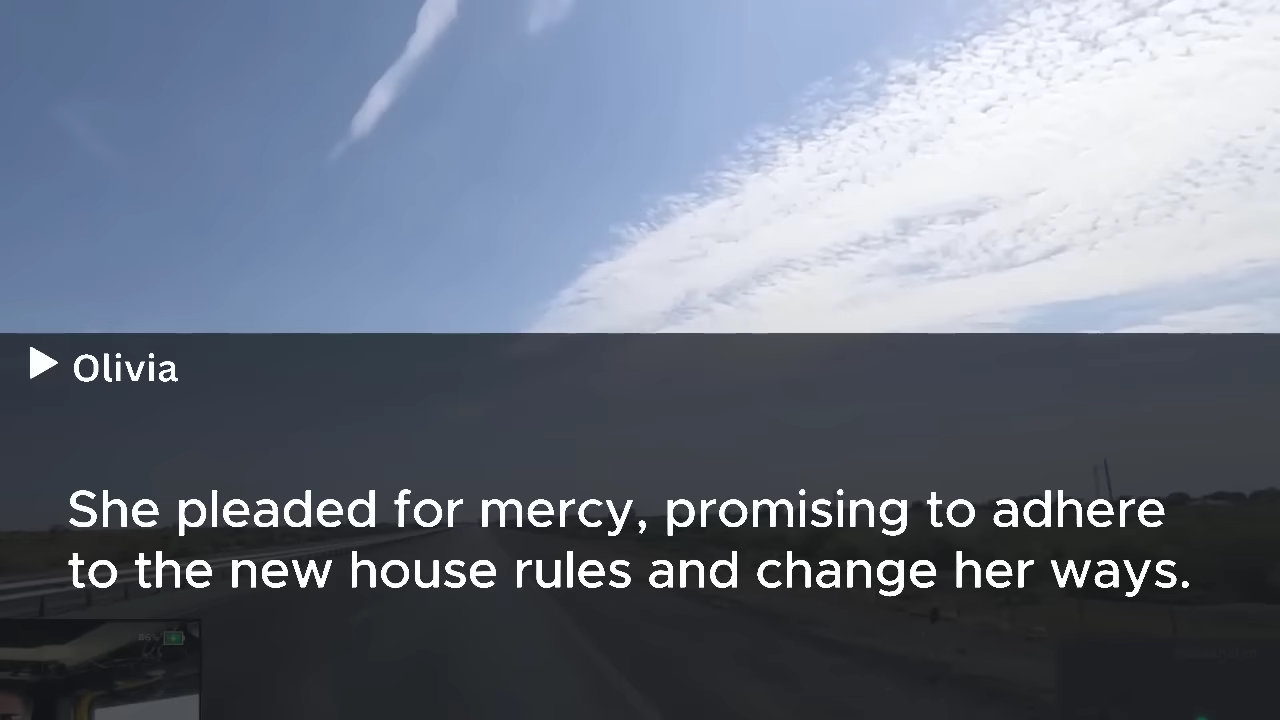 Olivia
She pleaded for mercy, promising to adhere
to the new house rules and change her ways.